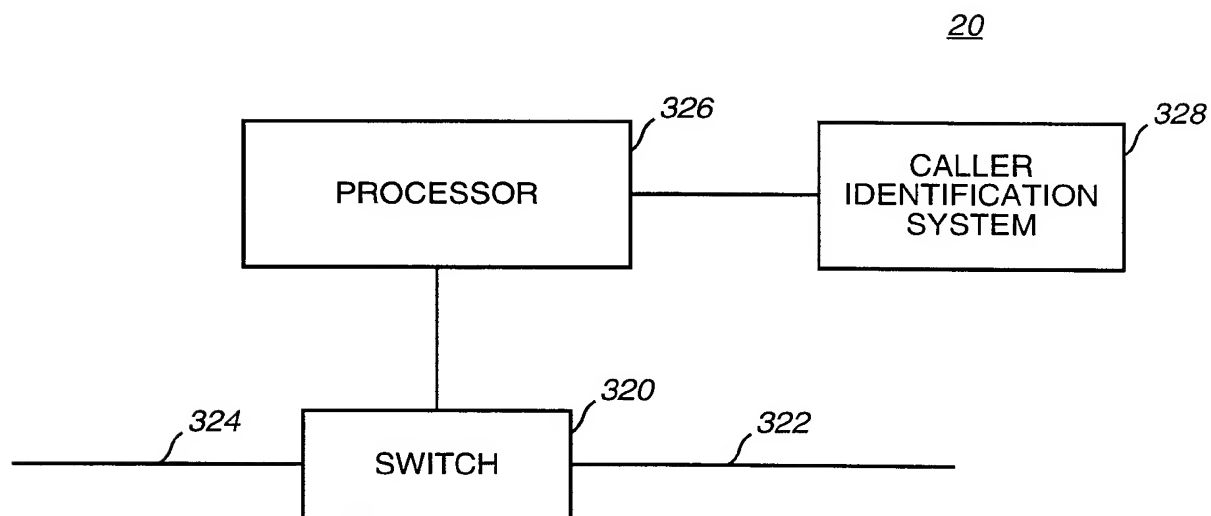 20
326
328
PROCESSOR
CALLER
IDENTIFICATION
SYSTEM
320
324
322
SWITCH